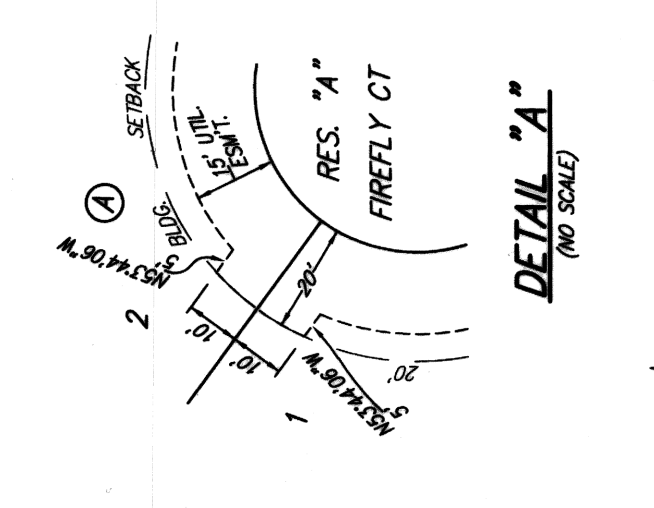 SETBACK
BLDG.
15' UTIL.
ESM'T.
RES. "A"
FIREFLY CT
A
N53°44'06"W
5'
2
10'
10'
20'
1
N53°44'06"W
5'
20'
DETAIL "A"
(NO SCALE)